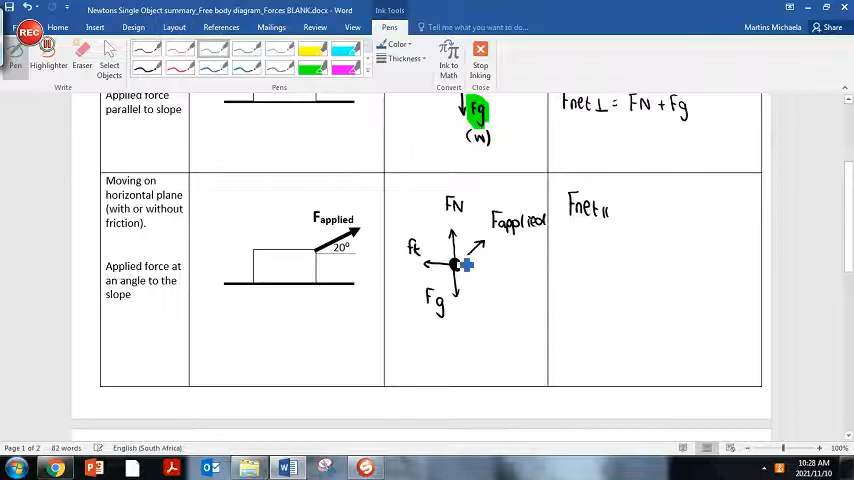 Newtons Single Object summary_Free body diagram_Forces BLANK.docx - Word
Ink Tools
REC
Home
Insert
Design
Layout
References
Mailings
Review
View
Pens
Tell me what you want to do...
Martins Michaela
Share
Pen
Highlighter
Eraser
Select
Objects
Color
Thickness
Ink to
Math
Stop
Inking
Write
Pens
Convert
Close
Applied force
parallel to slope
Fg
(w)
Fnet⊥ = FN + Fg
Moving on
horizontal plane
(with or without
friction).
Applied force at
an angle to the
slope
Fapplied
20°
FN
Fapplied
Fg
Fnet ıı
Page 1 of 2
82 words
English (South Africa)
100%
10:28 AM
2021/11/10